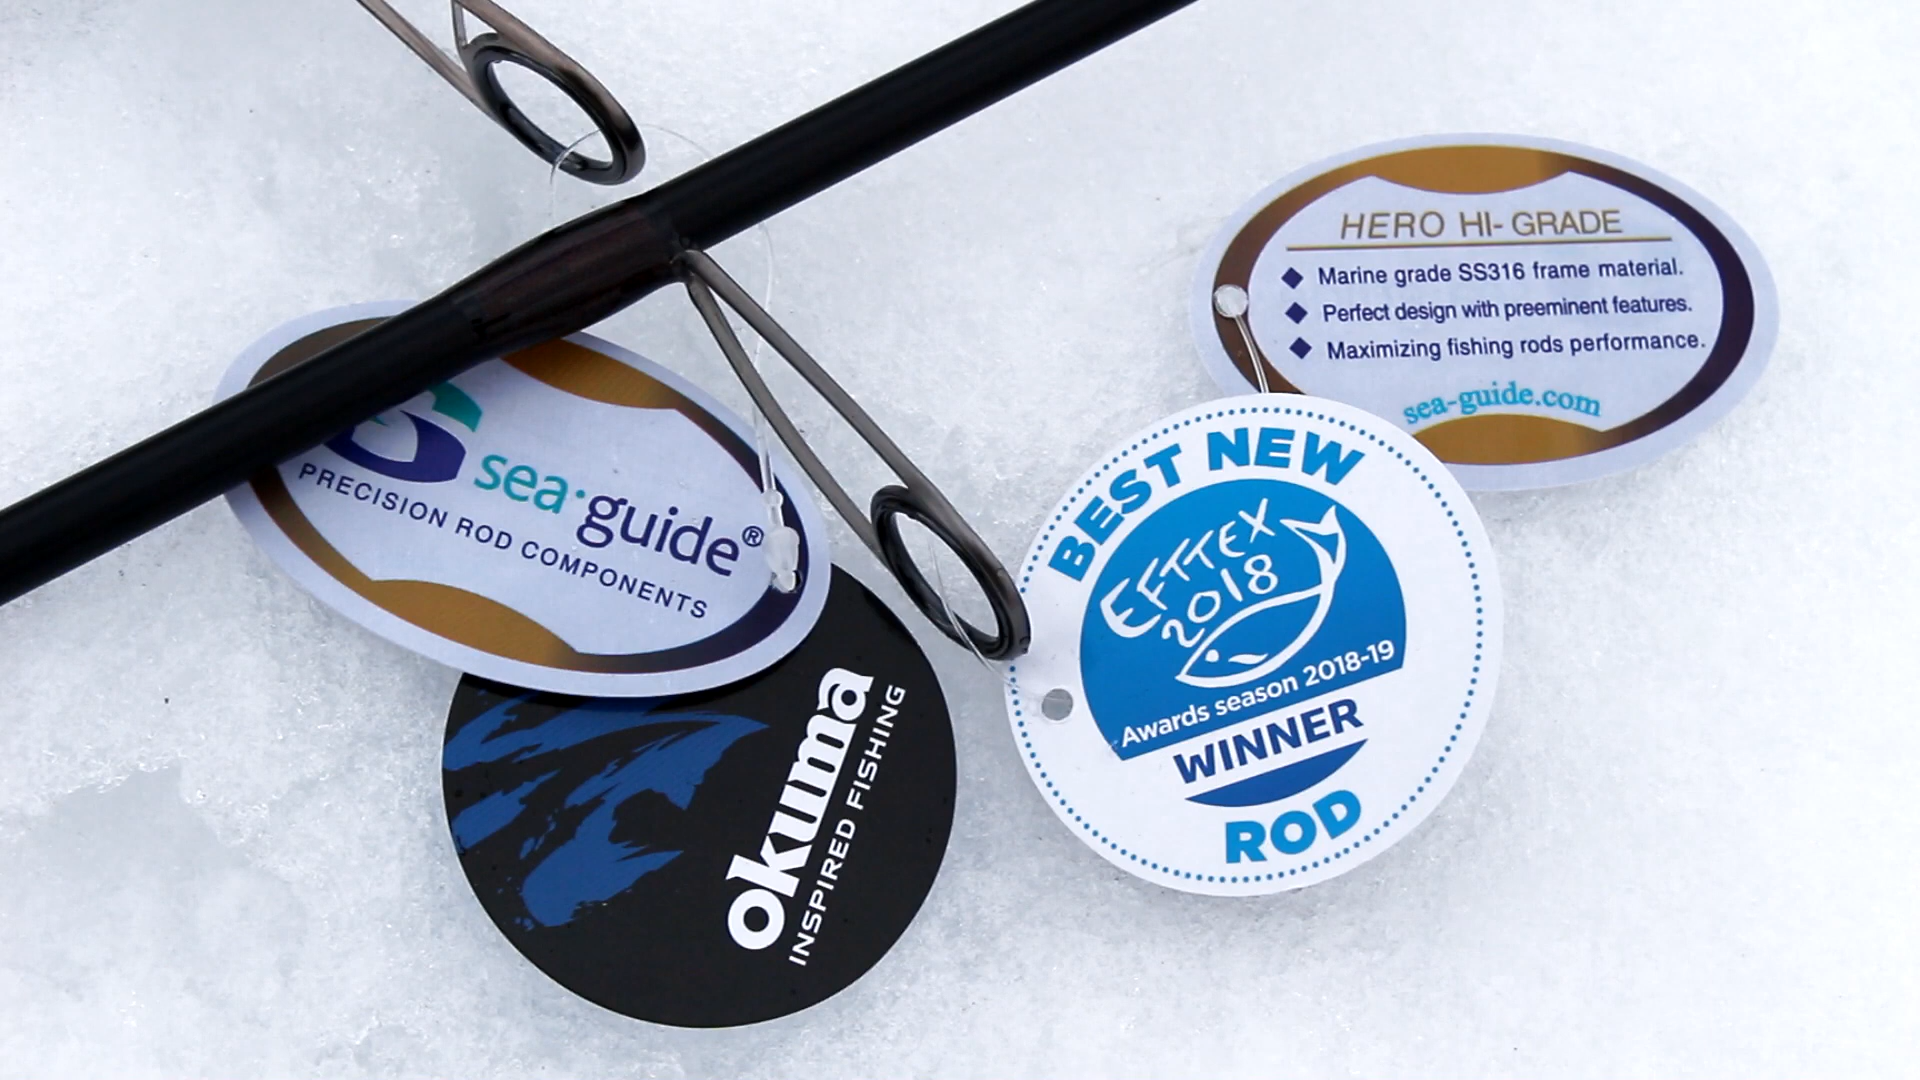 sea·guide®
PRECISION ROD COMPONENTS
okuma
INSPIRED FISHING
BEST NEW
EFTTEX
2018
Awards season 2018-19
WINNER
ROD
HERO HI-GRADE
Marine grade SS316 frame material.
Perfect design with preeminent features.
Maximizing fishing rods performance.
sea-guide.com